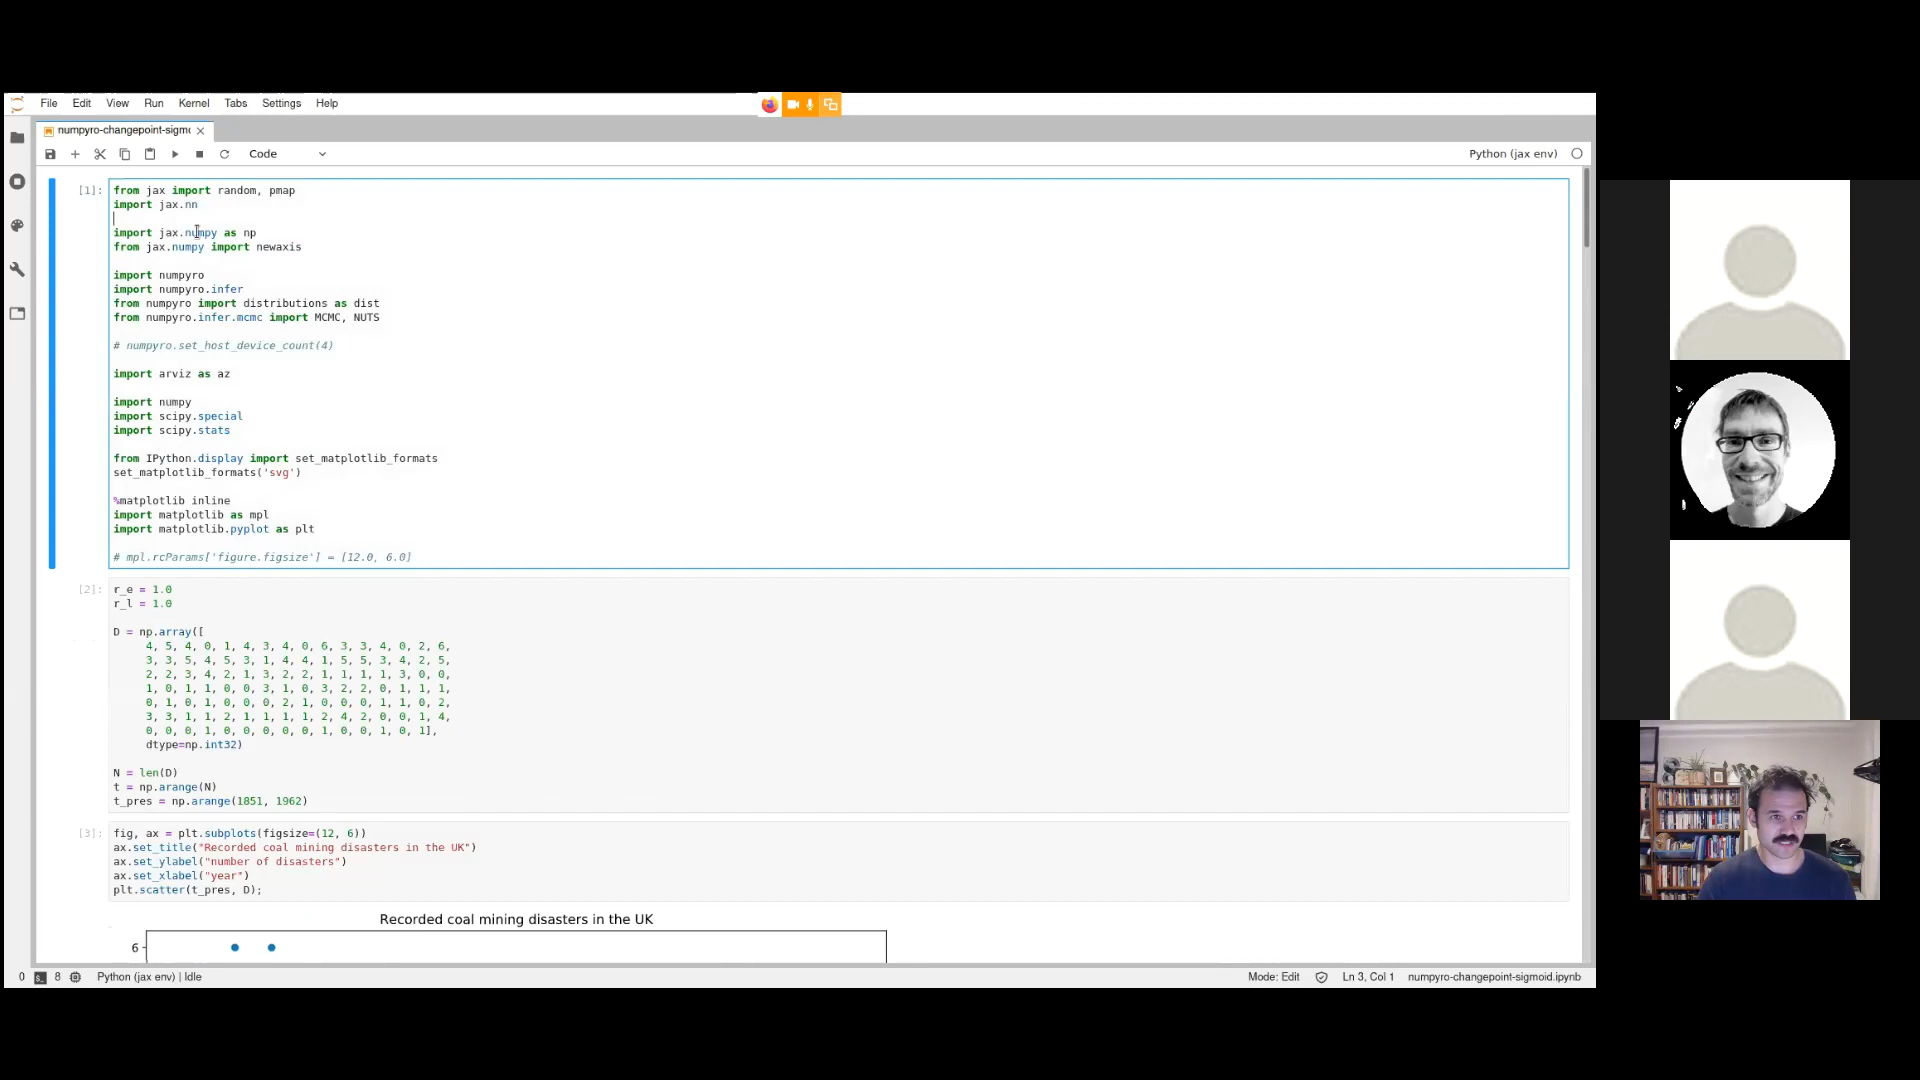 File Edit View Run Kernel Tabs Settings Help
numpyro-changepoint-sigmo
Code
Python (jax env)
[1]:
from jax import random, pmap
import jax.nn
import jax.numpy as np
from jax.numpy import newaxis
import numpyro
import numpyro.infer
from numpyro import distributions as dist
from numpyro.infer.mcmc import MCMC, NUTS
# numpyro.set_host_device_count(4)
import arviz as az
import numpy
import scipy.special
import scipy.stats
from IPython.display import set_matplotlib_formats
set_matplotlib_formats('svg')
%matplotlib inline
import matplotlib as mpl
import matplotlib.pyplot as plt
# mpl.rcParams['figure.figsize'] = [12.0, 6.0]
[2]:
r_e = 1.0
r_l = 1.0
D = np.array([
4, 5, 4, 0, 1, 4, 3, 4, 0, 6, 3, 3, 4, 0, 2, 6,
3, 3, 5, 4, 5, 3, 1, 4, 4, 1, 5, 5, 3, 4, 2, 5,
2, 2, 3, 4, 2, 1, 3, 2, 2, 1, 1, 1, 1, 3, 0, 0,
1, 0, 1, 1, 0, 0, 3, 1, 0, 3, 2, 2, 0, 1, 1, 1,
0, 1, 0, 1, 0, 0, 0, 2, 1, 0, 0, 0, 1, 1, 0, 2,
3, 3, 1, 1, 2, 1, 1, 1, 1, 2, 4, 2, 0, 0, 1, 4,
0, 0, 0, 1, 0, 0, 0, 0, 0, 1, 0, 0, 1, 0, 1],
dtype=np.int32)
N = len(D)
t = np.arange(N)
t_pres = np.arange(1851, 1962)
[3]:
fig, ax = plt.subplots(figsize=(12, 6))
ax.set_title("Recorded coal mining disasters in the UK")
ax.set_ylabel("number of disasters")
ax.set_xlabel("year")
plt.scatter(t_pres, D);
Recorded coal mining disasters in the UK
6
0 8 Python (jax env) | Idle
Mode: Edit Ln 3, Col 1 numpyro-changepoint-sigmoid.ipynb